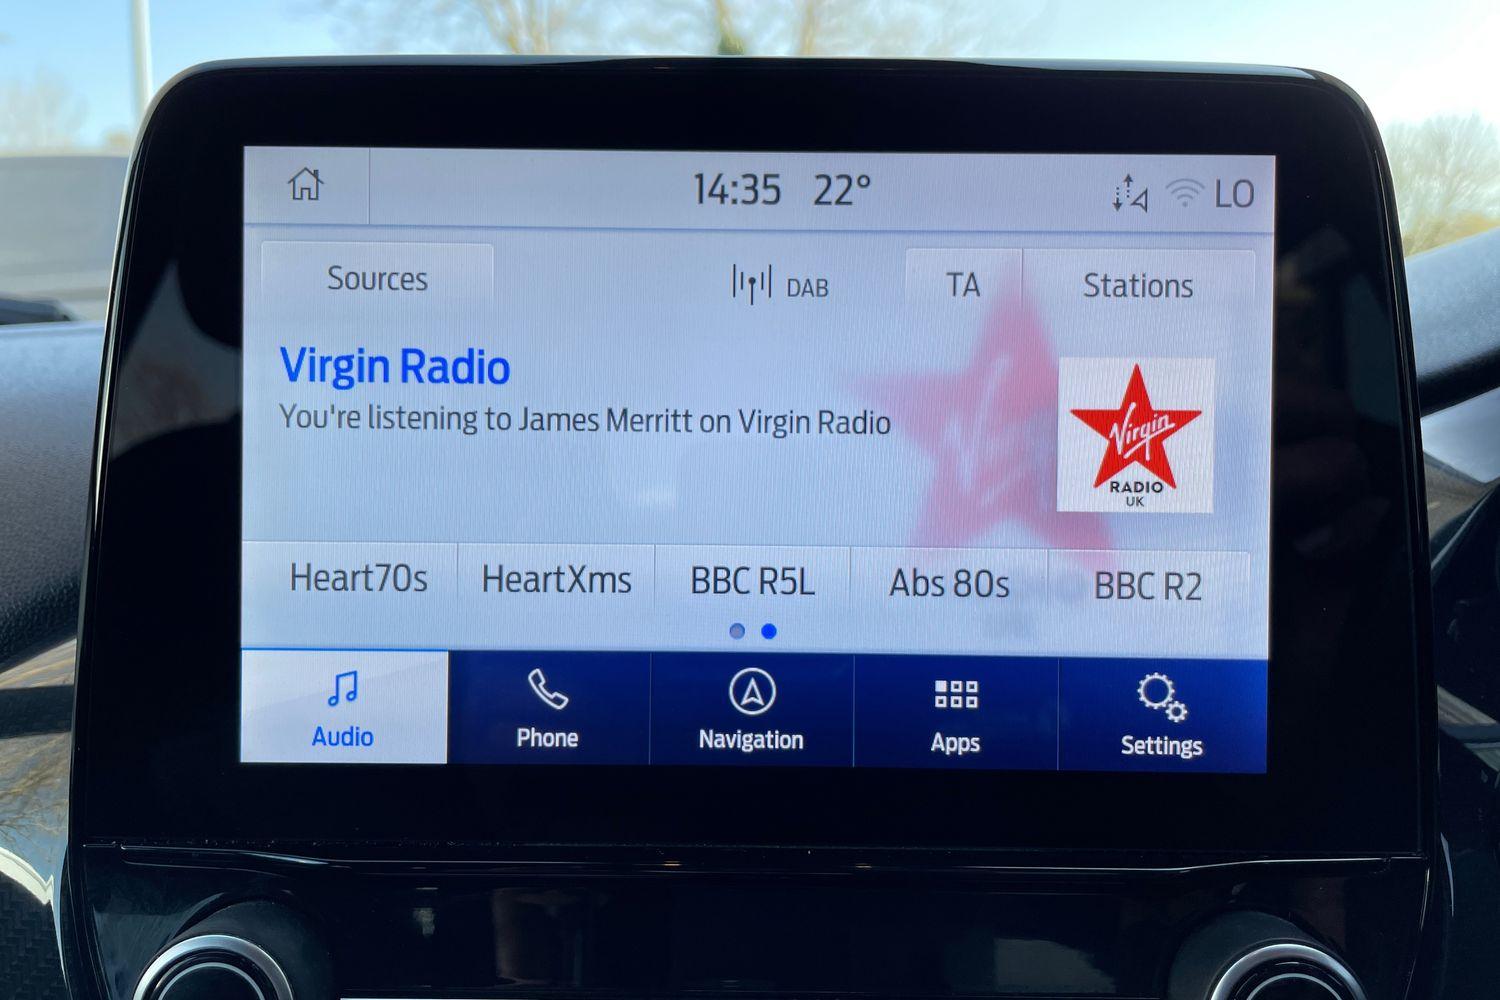 14:35 22° LO
Sources DAB TA Stations
Virgin Radio
You're listening to James Merritt on Virgin Radio
Virgin
RADIO
UK
Heart70s HeartXms BBC R5L Abs 80s BBC R2
Audio Phone Navigation Apps Settings